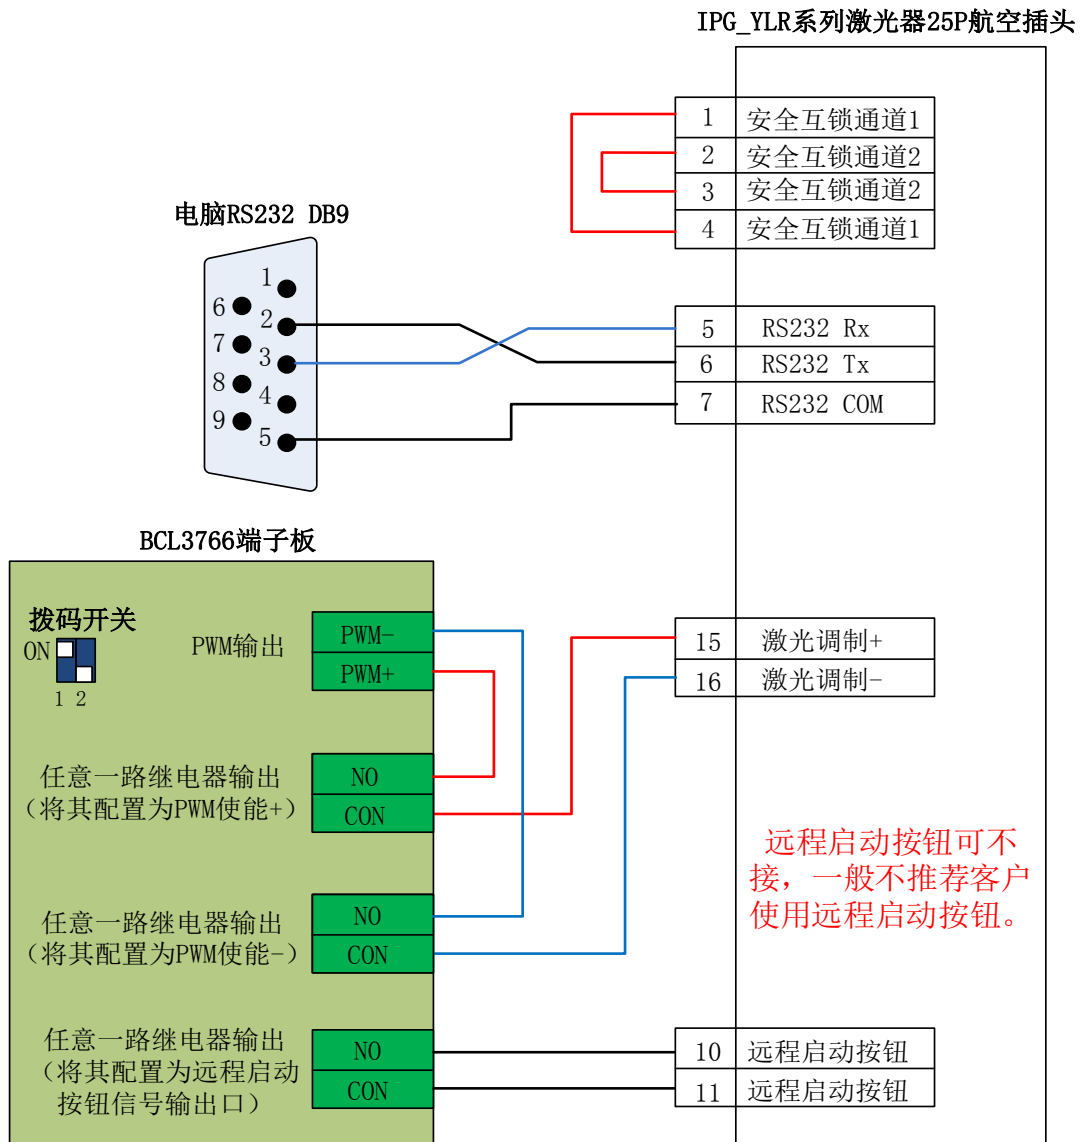 IPG_YLR系列激光器25P航空插头
1 安全互锁通道1
2 安全互锁通道2
3 安全互锁通道2
4 安全互锁通道1
电脑RS232 DB9
1
6
2
7
3
8
4
9
5
5 RS232 Rx
6 RS232 Tx
7 RS232 COM
BCL3766端子板
拨码开关
ON
1 2
PWM输出
PWM-
PWM+
15 激光调制+
16 激光调制-
任意一路继电器输出
（将其配置为PWM使能+）
NO
CON
远程启动按钮可不
接，一般不推荐客户
使用远程启动按钮。
任意一路继电器输出
（将其配置为PWM使能-）
NO
CON
任意一路继电器输出
（将其配置为远程启动
按钮信号输出口）
NO
CON
10 远程启动按钮
11 远程启动按钮